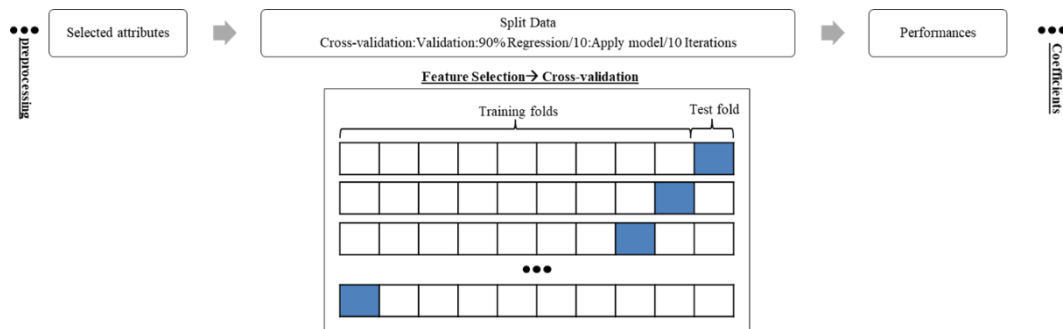 preprocessing
Selected attributes
Split Data
Cross-validation:Validation:90% Regression/10:Apply model/10 Iterations
Performances
Coefficients
Feature Selection→ Cross-validation
Training folds
Test fold